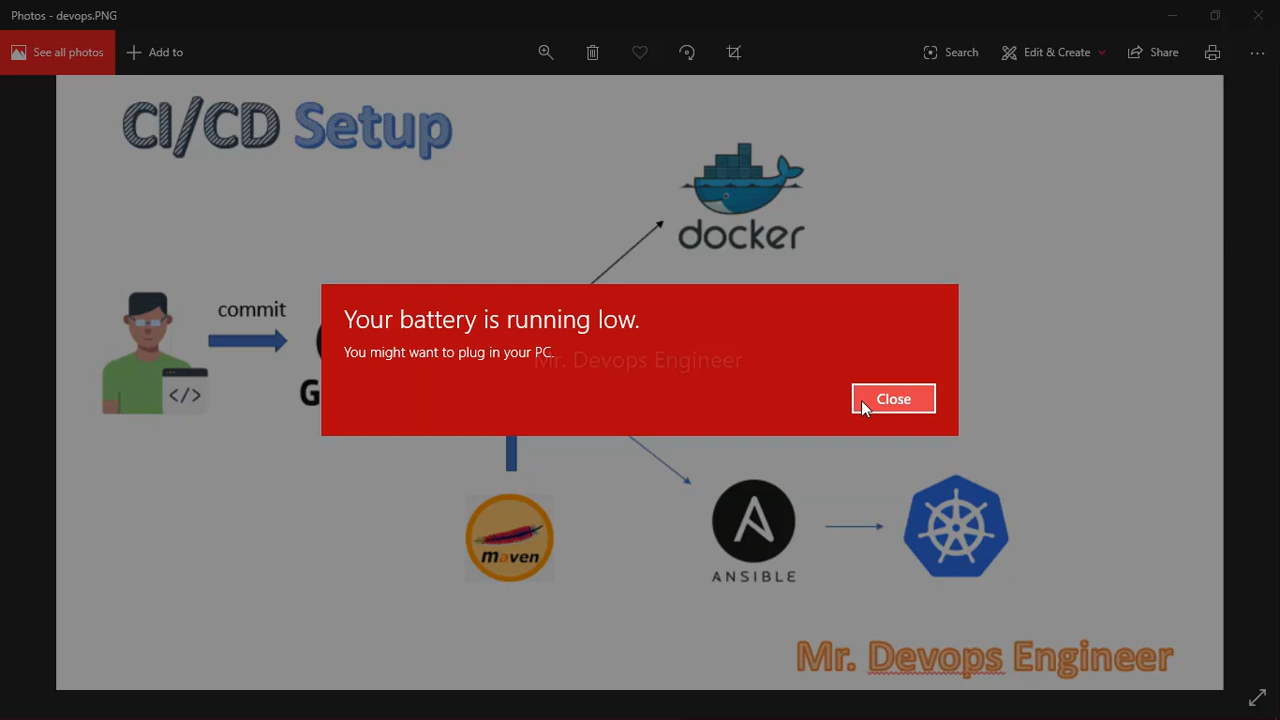 Photos - devops.PNG
See all photos
Add to
Search
Edit & Create
Share
CI/CD Setup
docker
commit
G
Your battery is running low.
You might want to plug in your PC.
Mr. Devops Engineer
Close
</>
maven
A
ANSIBLE
Mr. Devops Engineer